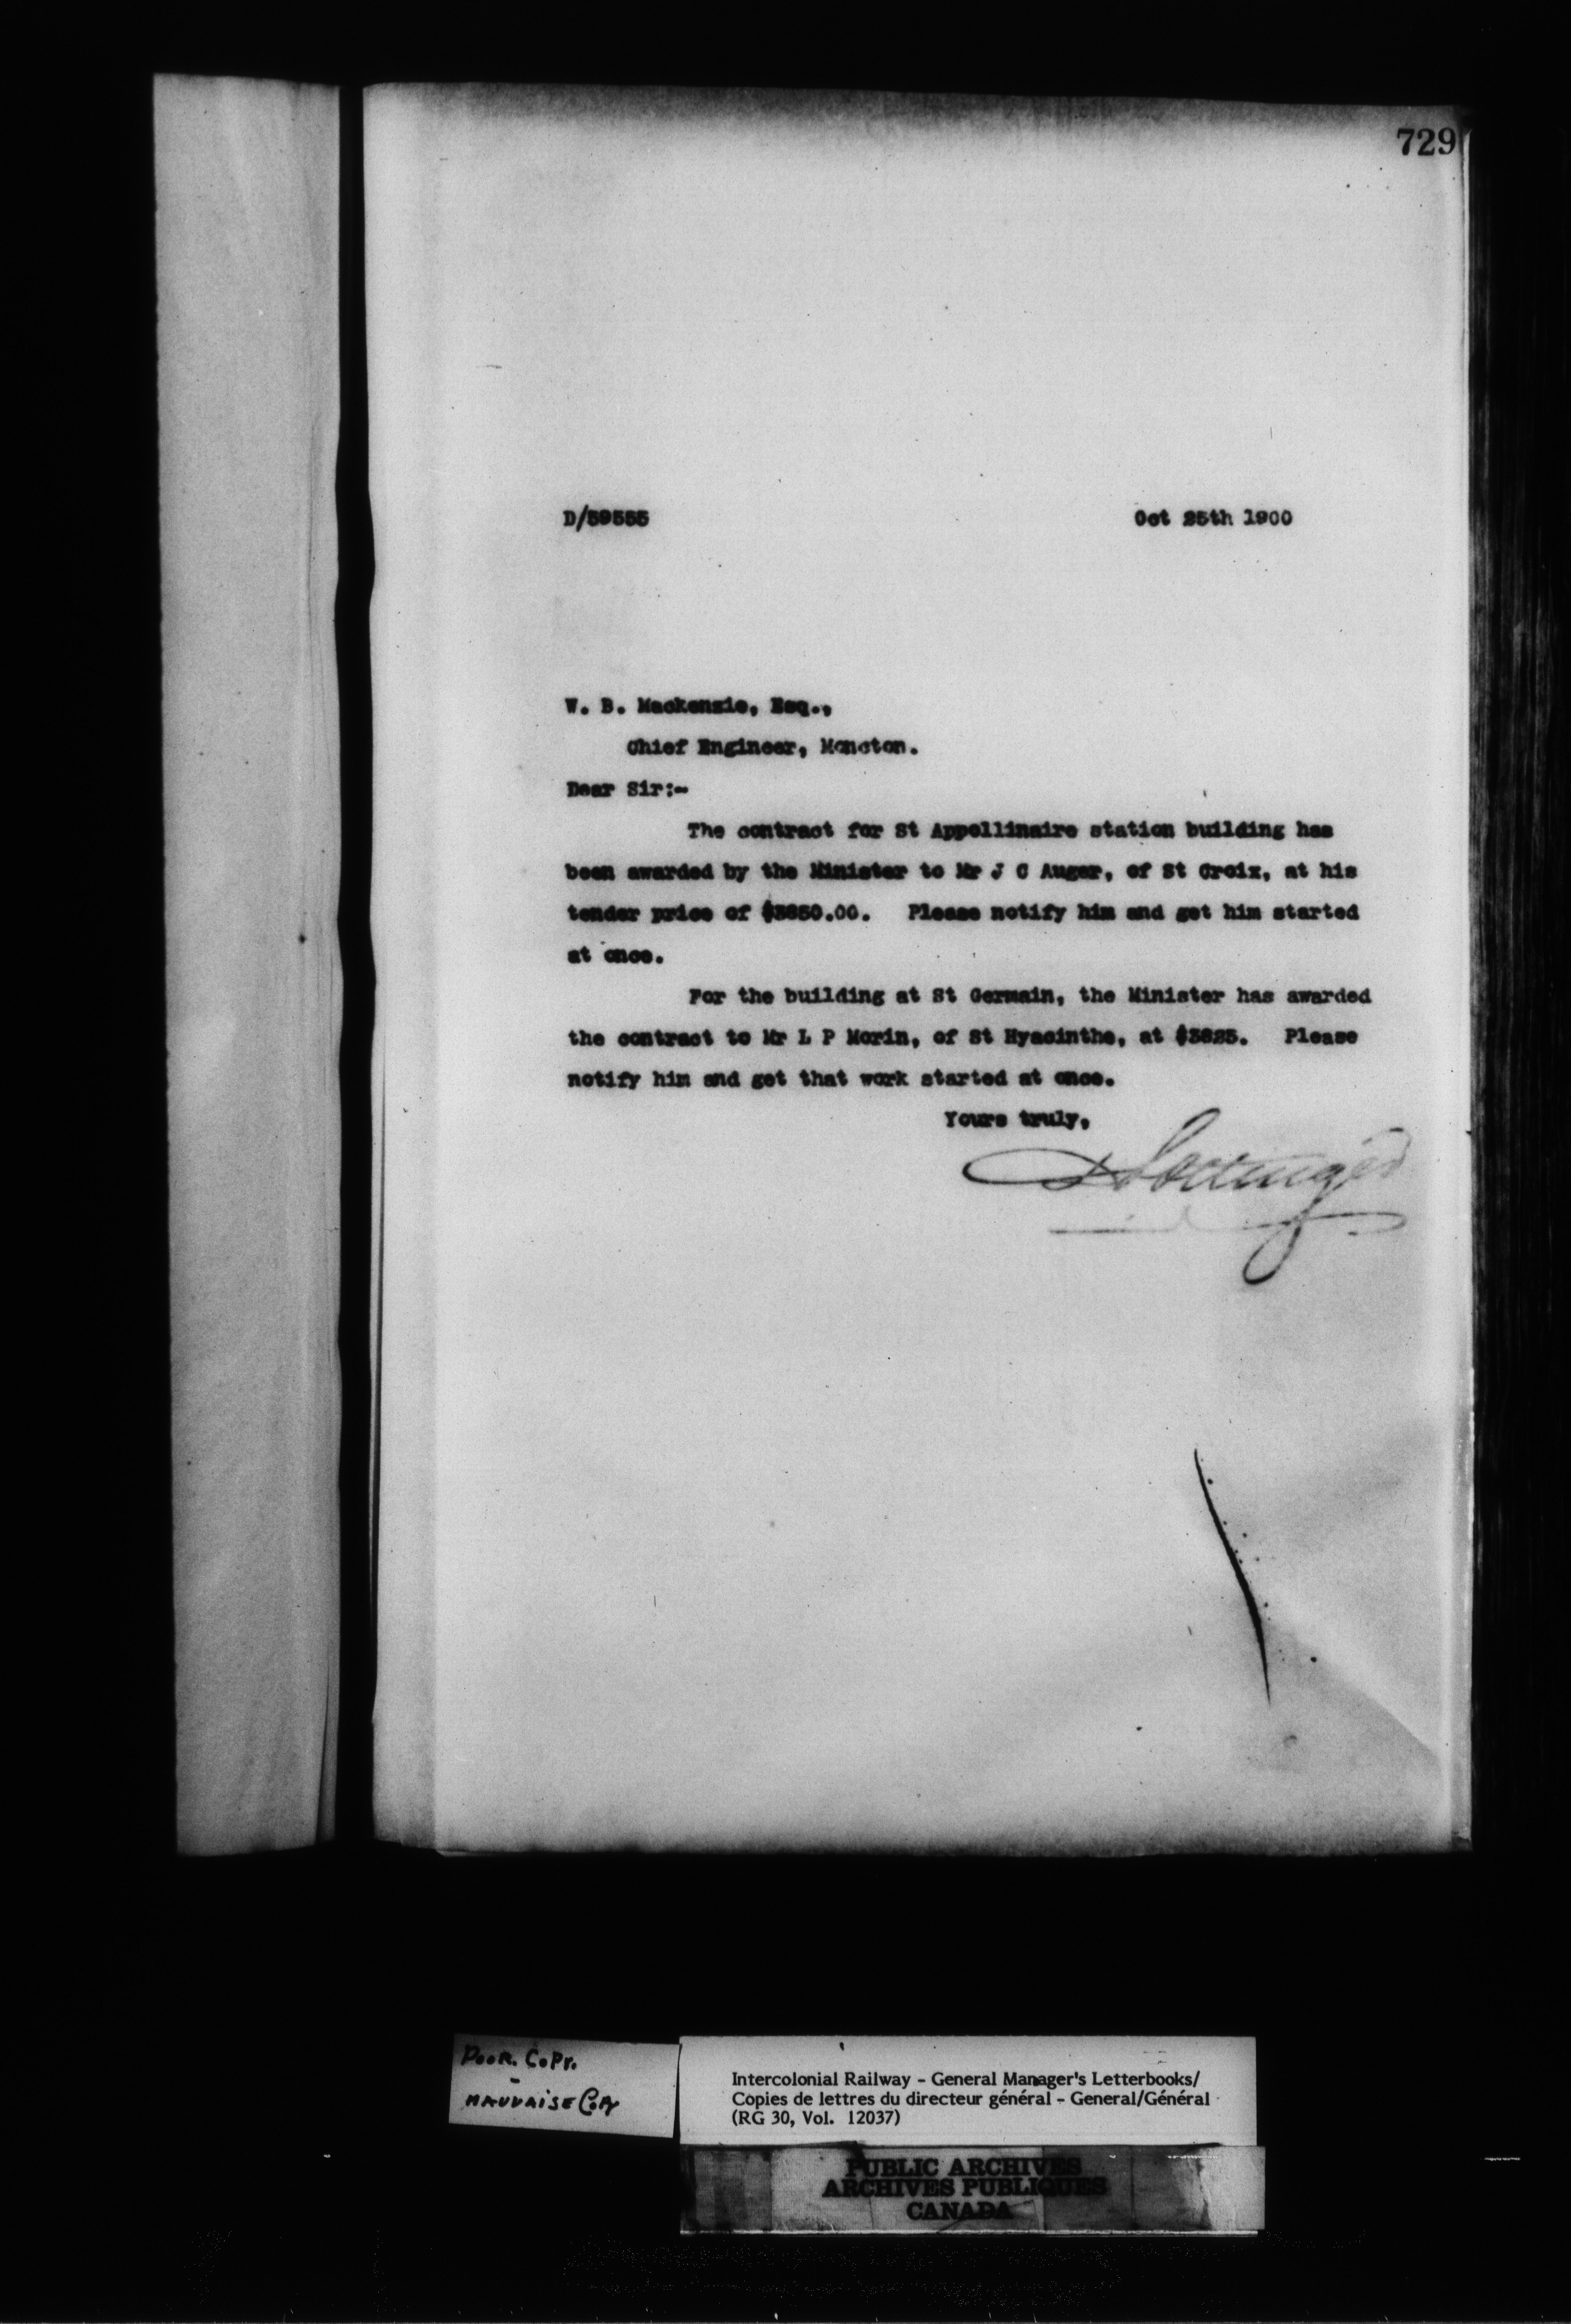 729
D/59555
Oct 25th 1900
W. B. Mackenzie, Esq.,
Chief Engineer, Moncton.
Dear Sir:-
The contract for St Appollinaire station building has
been awarded by the Minister to Mr J C Auger, of St Croix, at his
tender price of $3650.00. Please notify him and get him started
at once.
For the building at St Germain, the Minister has awarded
the contract to Mr L P Morin, of St Hyacinthe, at $3625. Please
notify him and get that work started at once.
Yours truly,
D Pottinger
POOR. COPY.
-
MAUVAISE COPY
Intercolonial Railway - General Manager's Letterbooks/
Copies de lettres du directeur général - General/Général
(RG 30, Vol. 12037)
PUBLIC ARCHIVES
ARCHIVES PUBLIQUES
CANADA